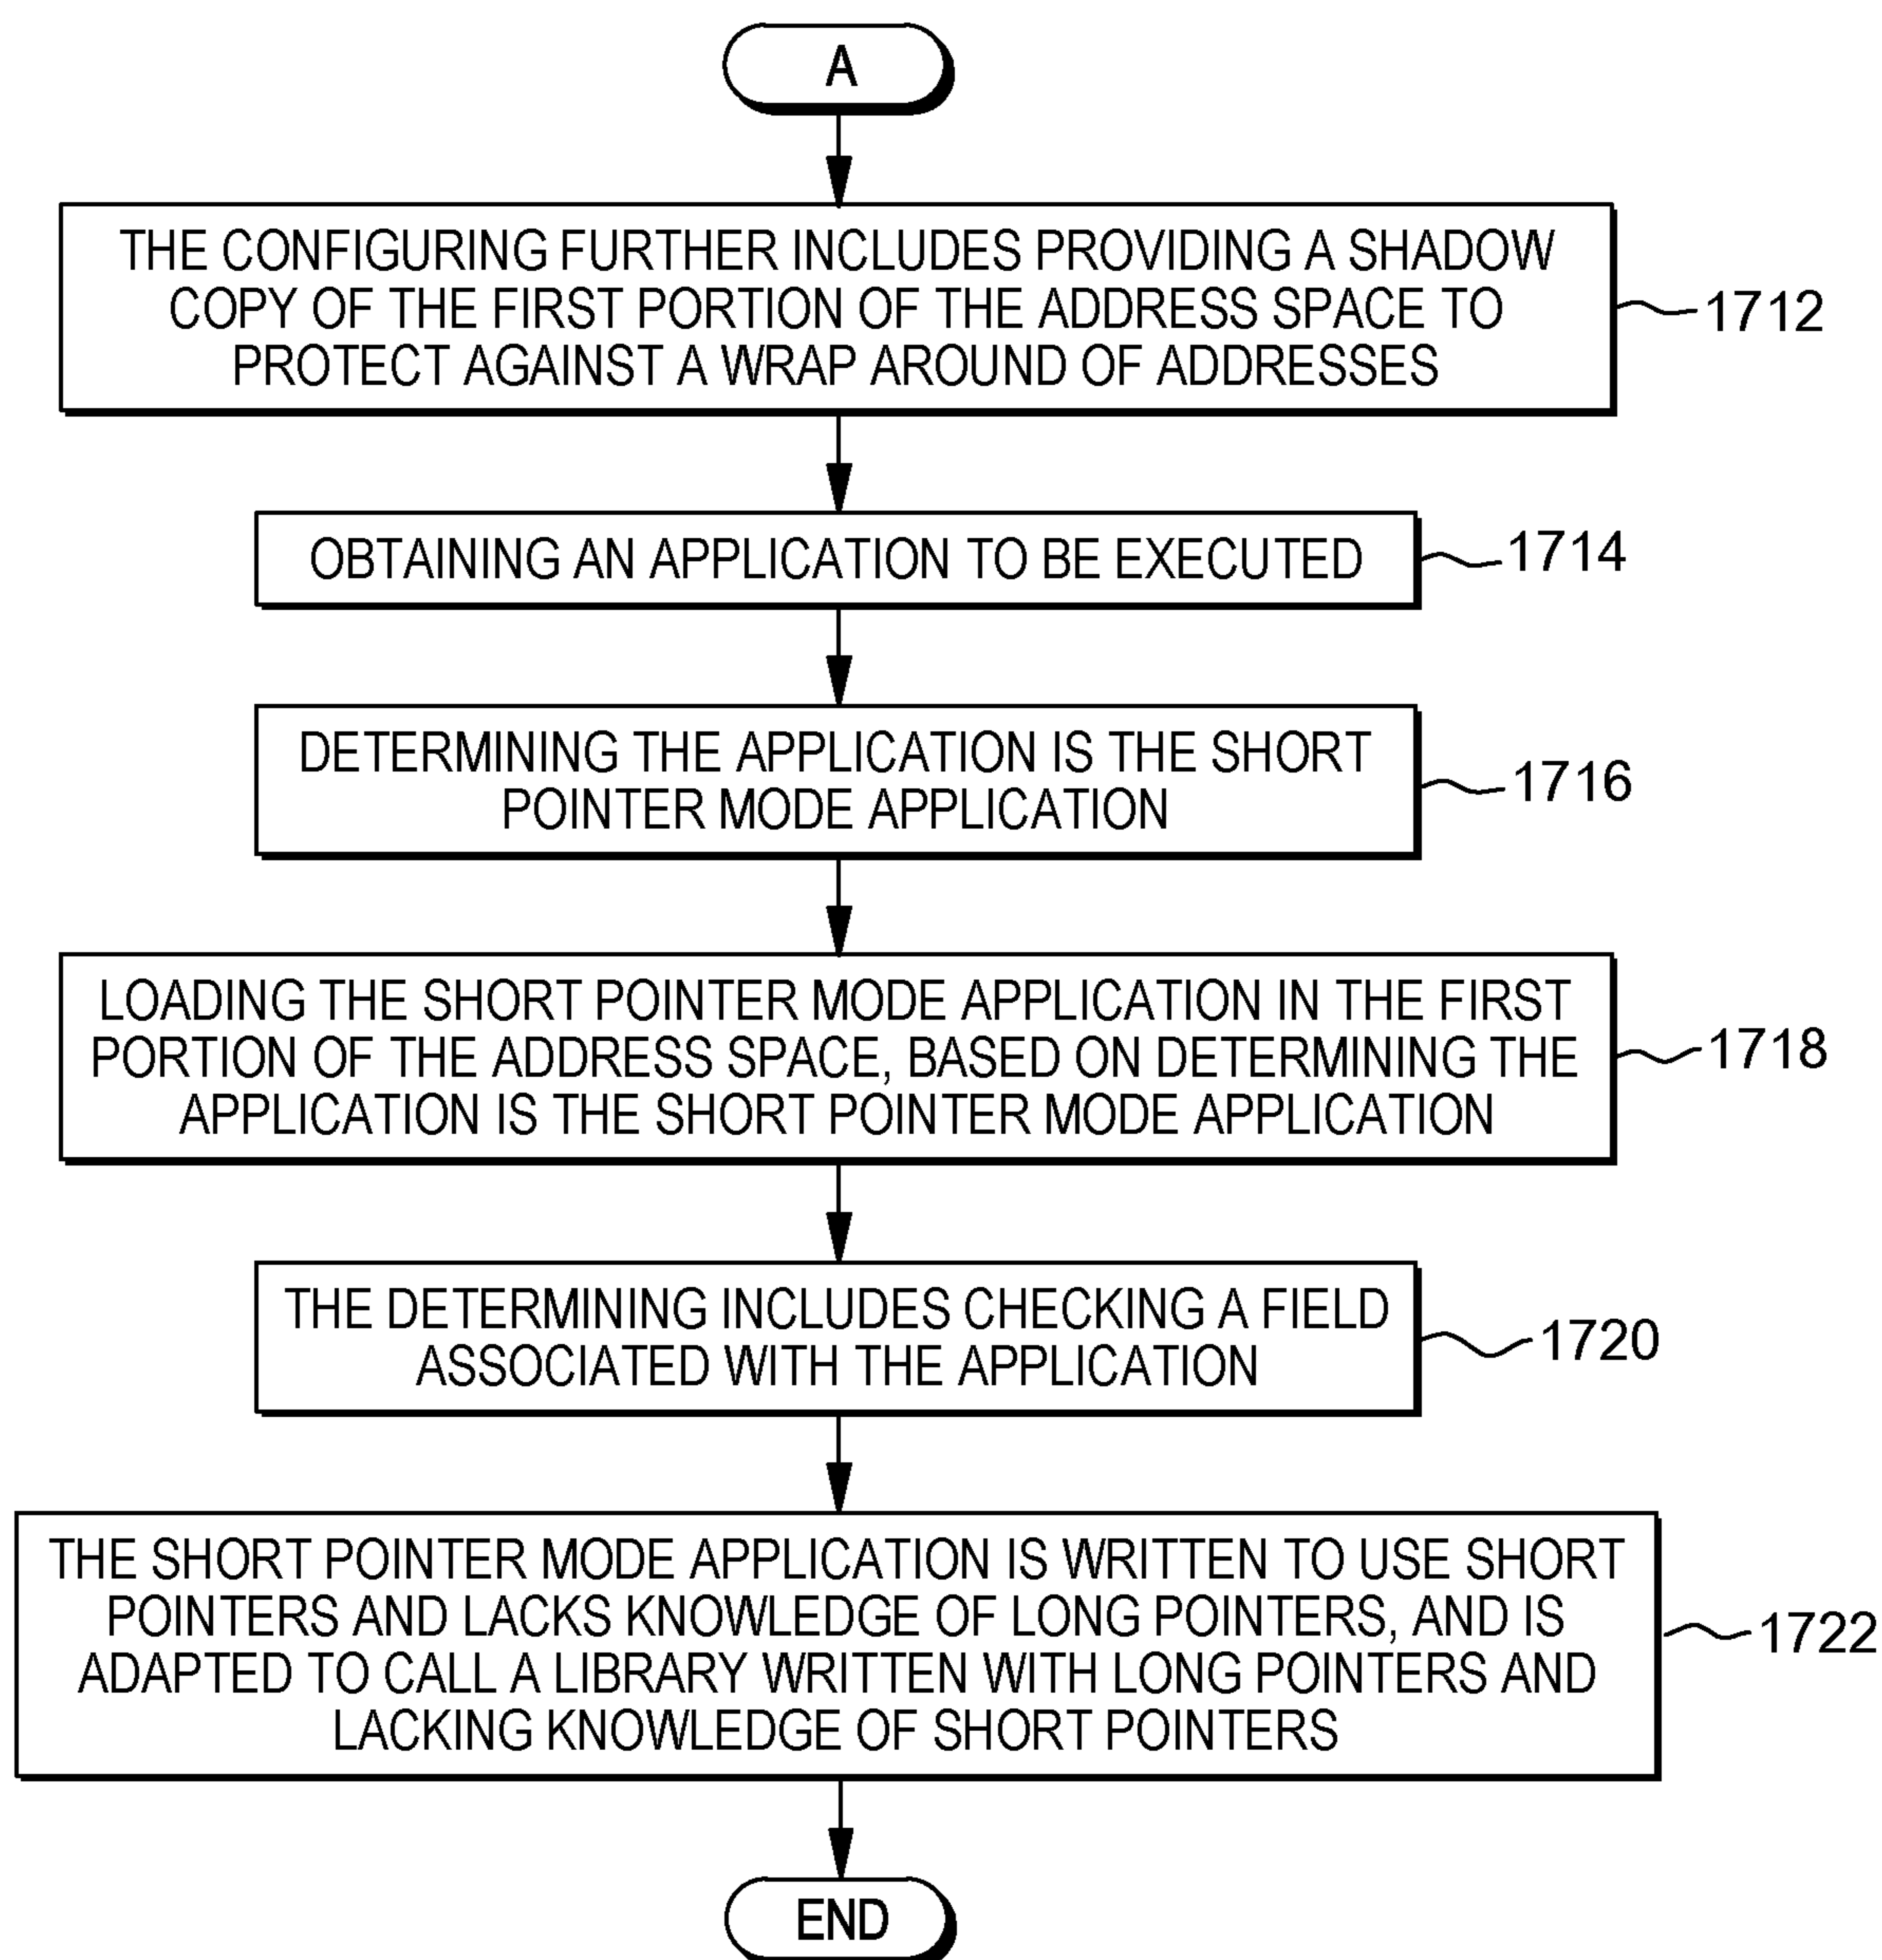 A
THE CONFIGURING FURTHER INCLUDES PROVIDING A SHADOW
COPY OF THE FIRST PORTION OF THE ADDRESS SPACE TO
PROTECT AGAINST A WRAP AROUND OF ADDRESSES
1712
OBTAINING AN APPLICATION TO BE EXECUTED
1714
DETERMINING THE APPLICATION IS THE SHORT
POINTER MODE APPLICATION
1716
LOADING THE SHORT POINTER MODE APPLICATION IN THE FIRST
PORTION OF THE ADDRESS SPACE, BASED ON DETERMINING THE
APPLICATION IS THE SHORT POINTER MODE APPLICATION
1718
THE DETERMINING INCLUDES CHECKING A FIELD
ASSOCIATED WITH THE APPLICATION
1720
THE SHORT POINTER MODE APPLICATION IS WRITTEN TO USE SHORT
POINTERS AND LACKS KNOWLEDGE OF LONG POINTERS, AND IS
ADAPTED TO CALL A LIBRARY WRITTEN WITH LONG POINTERS AND
LACKING KNOWLEDGE OF SHORT POINTERS
1722
END